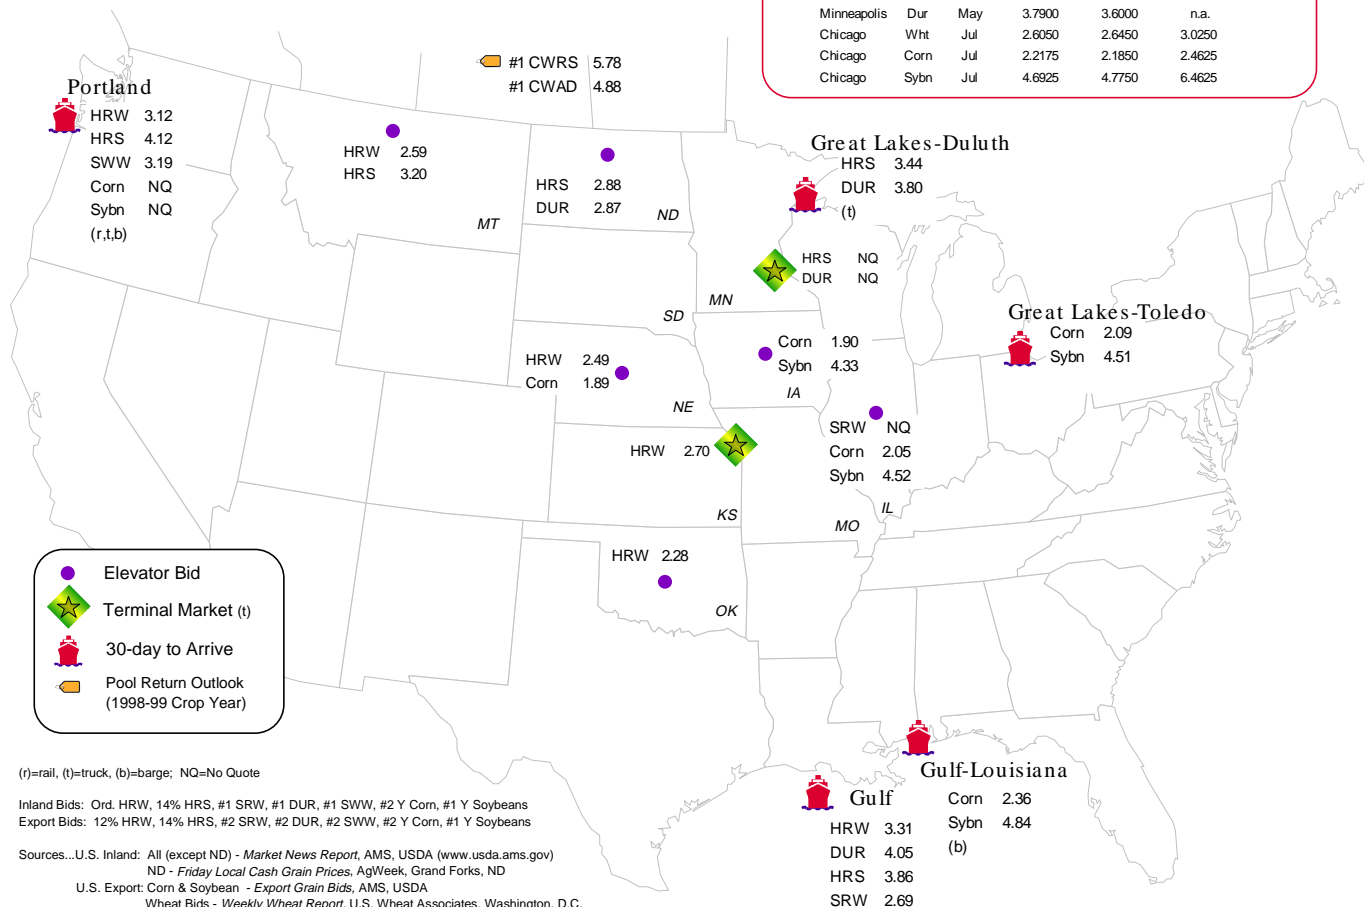 Minneapolis Dur May 3.7900 3.6000 n.a.
Chicago Wht Jul 2.6050 2.6450 3.0250
Chicago Corn Jul 2.2175 2.1850 2.4625
Chicago Sybn Jul 4.6925 4.7750 6.4625
#1 CWRS 5.78
#1 CWAD 4.88
Portland
HRW 3.12
HRS 4.12
SWW 3.19
Corn NQ
Sybn NQ
(r,t,b)
HRW 2.59
HRS 3.20
MT
HRS 2.88
DUR 2.87
ND
Great Lakes-Duluth
HRS 3.44
DUR 3.80
(t)
HRS NQ
DUR NQ
MN
SD
Great Lakes-Toledo
Corn 2.09
Sybn 4.51
Corn 1.90
Sybn 4.33
IA
HRW 2.49
Corn 1.89
NE
SRW NQ
Corn 2.05
Sybn 4.52
IL
HRW 2.70
KS
MO
HRW 2.28
OK
Elevator Bid
Terminal Market (t)
30-day to Arrive
Pool Return Outlook
(1998-99 Crop Year)
Gulf-Louisiana
Corn 2.36
Sybn 4.84
(b)
Gulf
HRW 3.31
DUR 4.05
HRS 3.86
SRW 2.69
(r)=rail, (t)=truck, (b)=barge; NQ=No Quote
Inland Bids: Ord. HRW, 14% HRS, #1 SRW, #1 DUR, #1 SWW, #2 Y Corn, #1 Y Soybeans
Export Bids: 12% HRW, 14% HRS, #2 SRW, #2 DUR, #2 SWW, #2 Y Corn, #1 Y Soybeans
Sources...U.S. Inland: All (except ND) - Market News Report, AMS, USDA (www.usda.ams.gov)
ND - Friday Local Cash Grain Prices, AgWeek, Grand Forks, ND
U.S. Export: Corn & Soybean - Export Grain Bids, AMS, USDA
Wheat Bids - Weekly Wheat Report, U.S. Wheat Associates, Washington, D.C.